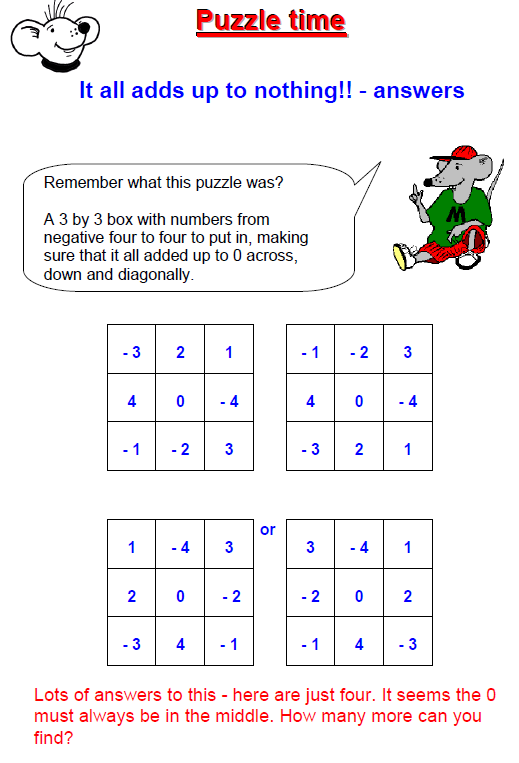 Puzzle time
It all adds up to nothing!! - answers
Remember what this puzzle was?
A 3 by 3 box with numbers from
negative four to four to put in, making
sure that it all added up to 0 across,
down and diagonally.
M
- 3 2 1 - 1 - 2 3
4 0 - 4 4 0 - 4
- 1 - 2 3 - 3 2 1
or
1 - 4 3 3 - 4 1
2 0 - 2 - 2 0 2
- 3 4 - 1 - 1 4 - 3
Lots of answers to this - here are just four. It seems the 0
must always be in the middle. How many more can you
find?